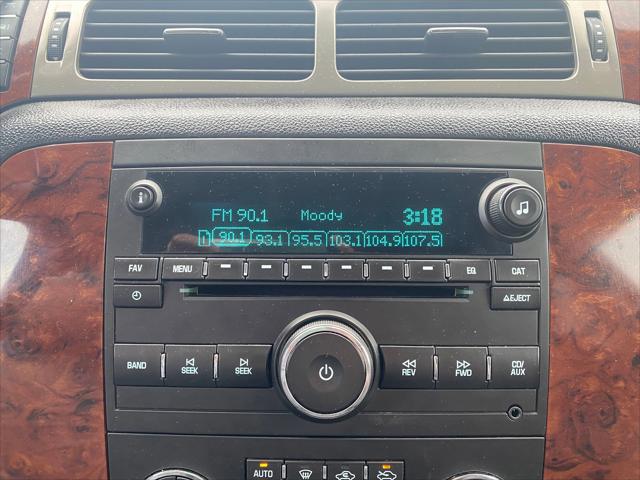 FM 90.1 Moody 3:18
1 90.1 93.1 95.5 103.1 104.9 107.5
FAV MENU EQ CAT
EJECT
BAND SEEK SEEK REV FWD CD/AUX
AUTO